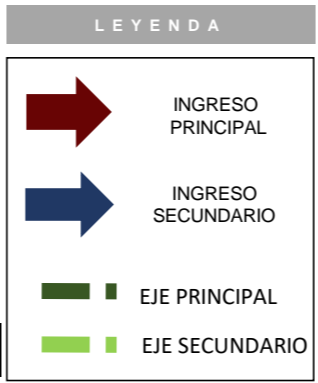 LEYENDA
INGRESO
PRINCIPAL
INGRESO
SECUNDARIO
EJE PRINCIPAL
EJE SECUNDARIO